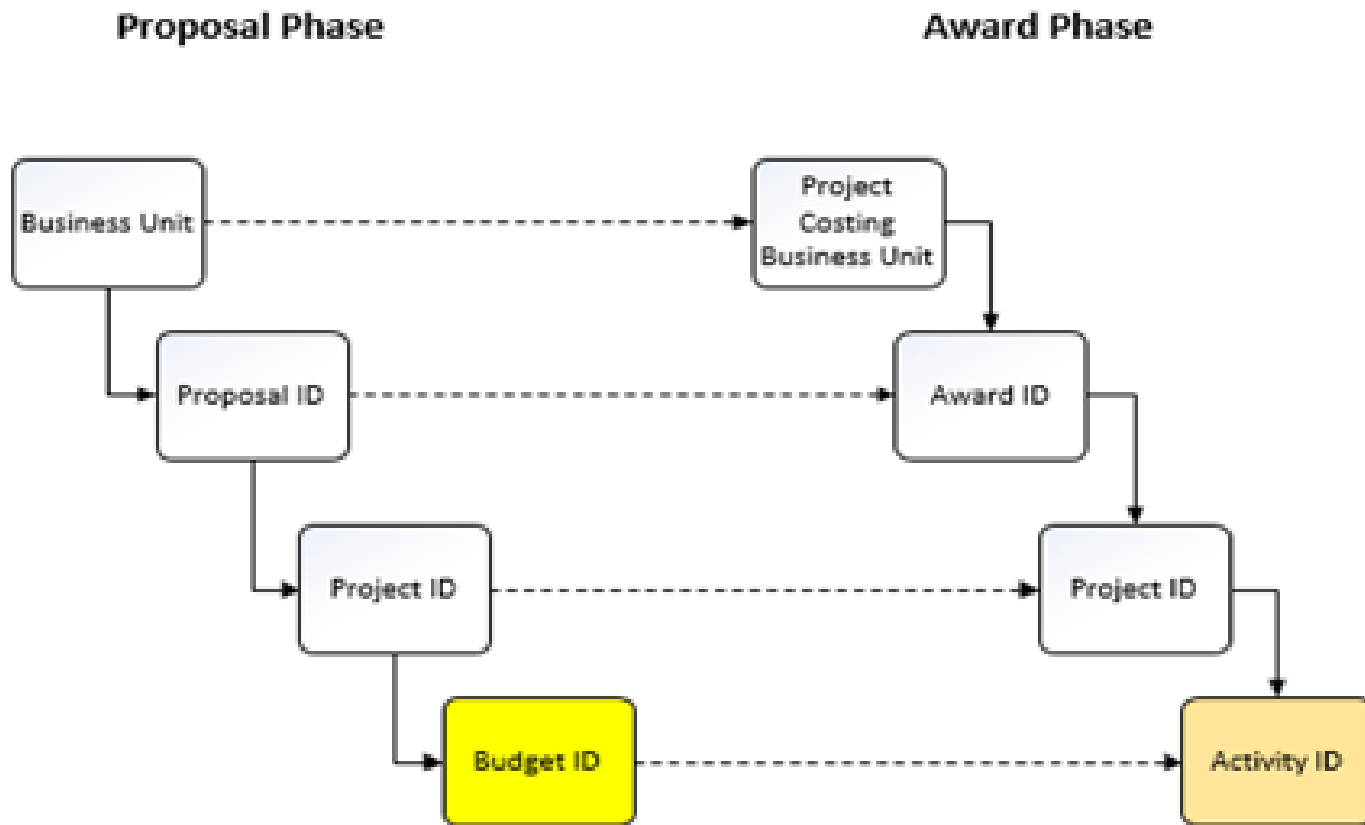 Proposal Phase
Award Phase
Business Unit
Project
Costing
Business Unit
Proposal ID
Award ID
Project ID
Project ID
Budget ID
Activity ID